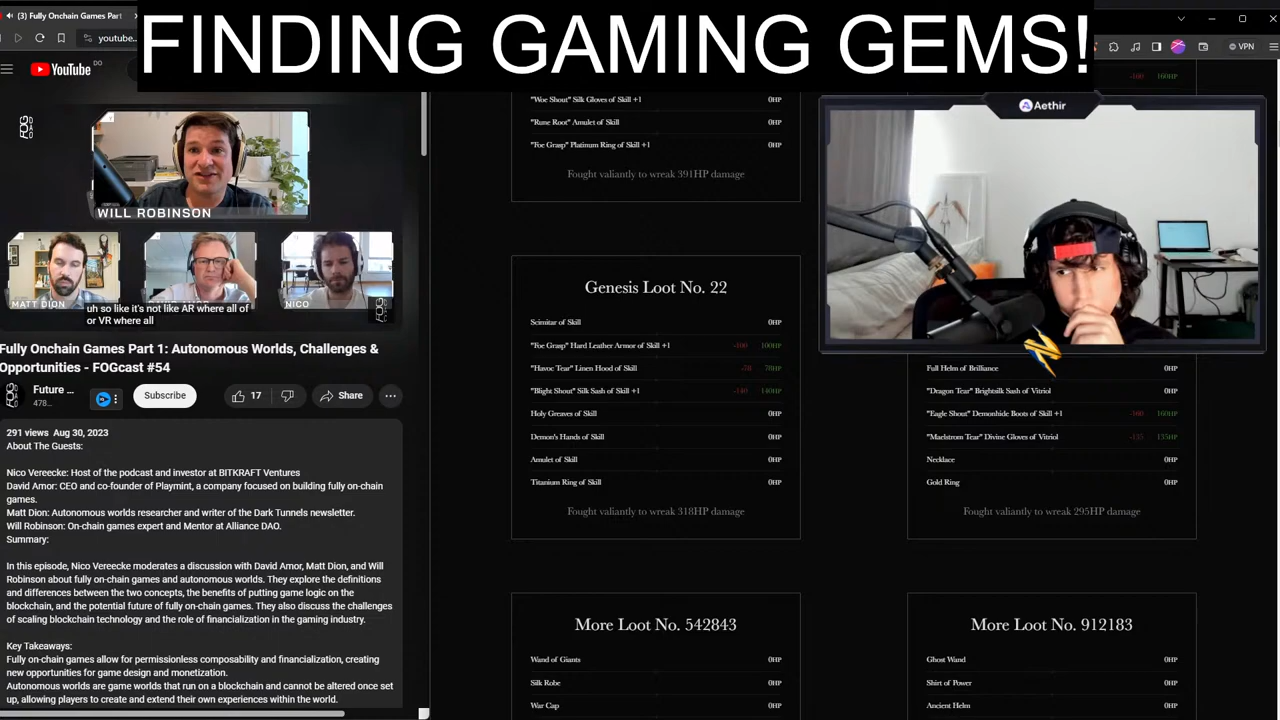 (3) Fully Onchain Games Part 1
FINDING GAMING GEMS!
youtube...
VPN
YouTube
DO
WILL ROBINSON
MATT DION
NICO
uh so like it's not like AR where all of
or VR where all
Fully Onchain Games Part 1: Autonomous Worlds, Challenges &
Opportunities - FOGcast #54
Future ...
478...
Subscribe
17
Share
291 views Aug 30, 2023
About The Guests:
Nico Vereecke: Host of the podcast and investor at BITKRAFT Ventures
David Amor: CEO and co-founder of Playmint, a company focused on building fully on-chain
games.
Matt Dion: Autonomous worlds researcher and writer of the Dark Tunnels newsletter.
Will Robinson: On-chain games expert and Mentor at Alliance DAO.
Summary:
In this episode, Nico Vereecke moderates a discussion with David Amor, Matt Dion, and Will
Robinson about fully on-chain games and autonomous worlds. They explore the definitions
and differences between the two concepts, the benefits of putting game logic on the
blockchain, and the potential future of fully on-chain games. They also discuss the challenges
of scaling blockchain technology and the role of financialization in the gaming industry.
Key Takeaways:
Fully on-chain games allow for permissionless composability and financialization, creating
new opportunities for game design and monetization.
Autonomous worlds are game worlds that run on a blockchain and cannot be altered once set
up, allowing players to create and extend their own experiences within the world.
"Woe Shout" Silk Gloves of Skill +1 0HP
"Rune Root" Amulet of Skill 0HP
"Foe Grasp" Platinum Ring of Skill +1 0HP
Fought valiantly to wreak 391HP damage
Genesis Loot No. 22
Scimitar of Skill 0HP
"Foe Grasp" Hard Leather Armor of Skill +1 -100 100HP
"Havoc Tear" Linen Hood of Skill -78 78HP
"Blight Shout" Silk Sash of Skill +1 -140 140HP
Holy Greaves of Skill 0HP
Demon's Hands of Skill 0HP
Amulet of Skill 0HP
Titanium Ring of Skill 0HP
Fought valiantly to wreak 318HP damage
More Loot No. 542843
Wand of Giants 0HP
Silk Robe 0HP
War Cap 0HP
-160 160HP
Aethir
Full Helm of Brilliance 0HP
"Dragon Tear" Brightsilk Sash of Vitriol 0HP
"Eagle Shout" Demonhide Boots of Skill +1 -160 160HP
"Maelstrom Tear" Divine Gloves of Vitriol -135 135HP
Necklace 0HP
Gold Ring 0HP
Fought valiantly to wreak 295HP damage
More Loot No. 912183
Ghost Wand 0HP
Shirt of Power 0HP
Ancient Helm 0HP